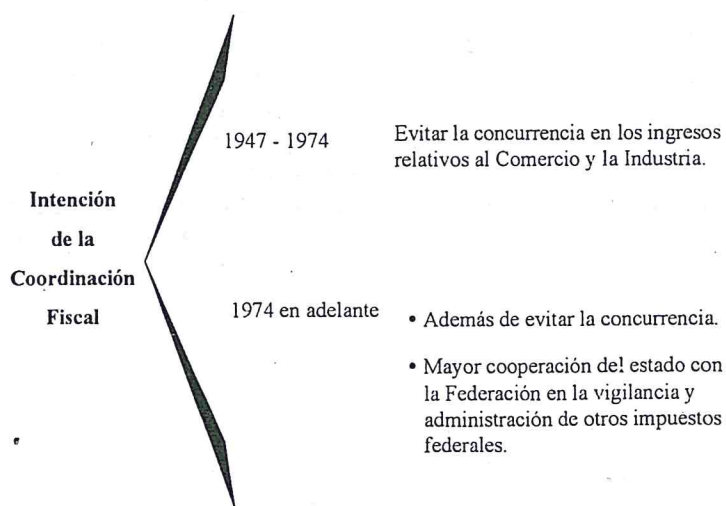 Intención
de la
Coordinación
Fiscal
1947 - 1974
Evitar la concurrencia en los ingresos
relativos al Comercio y la Industria.
1974 en adelante
• Además de evitar la concurrencia.
• Mayor cooperación del estado con
la Federación en la vigilancia y
administración de otros impuestos
federales.